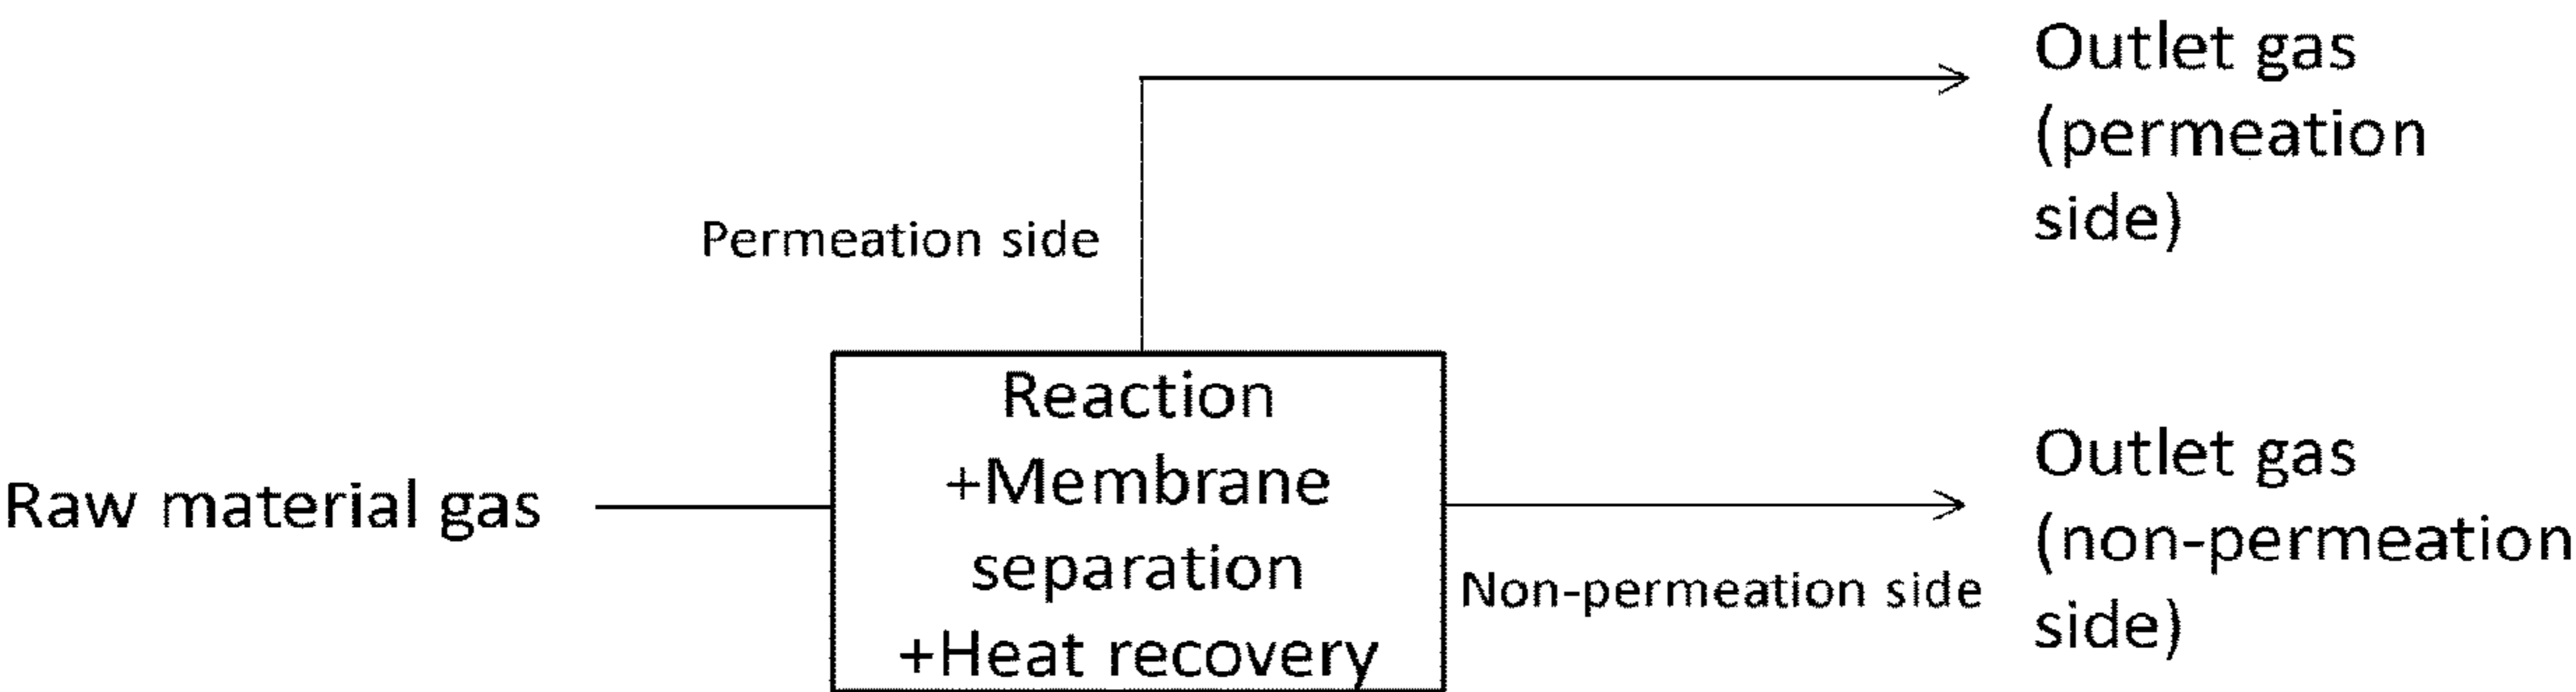 Outlet gas
(permeation
side)
Permeation side
Reaction
+Membrane
separation
+Heat recovery
Raw material gas
Outlet gas
(non-permeation
side)
Non-permeation side